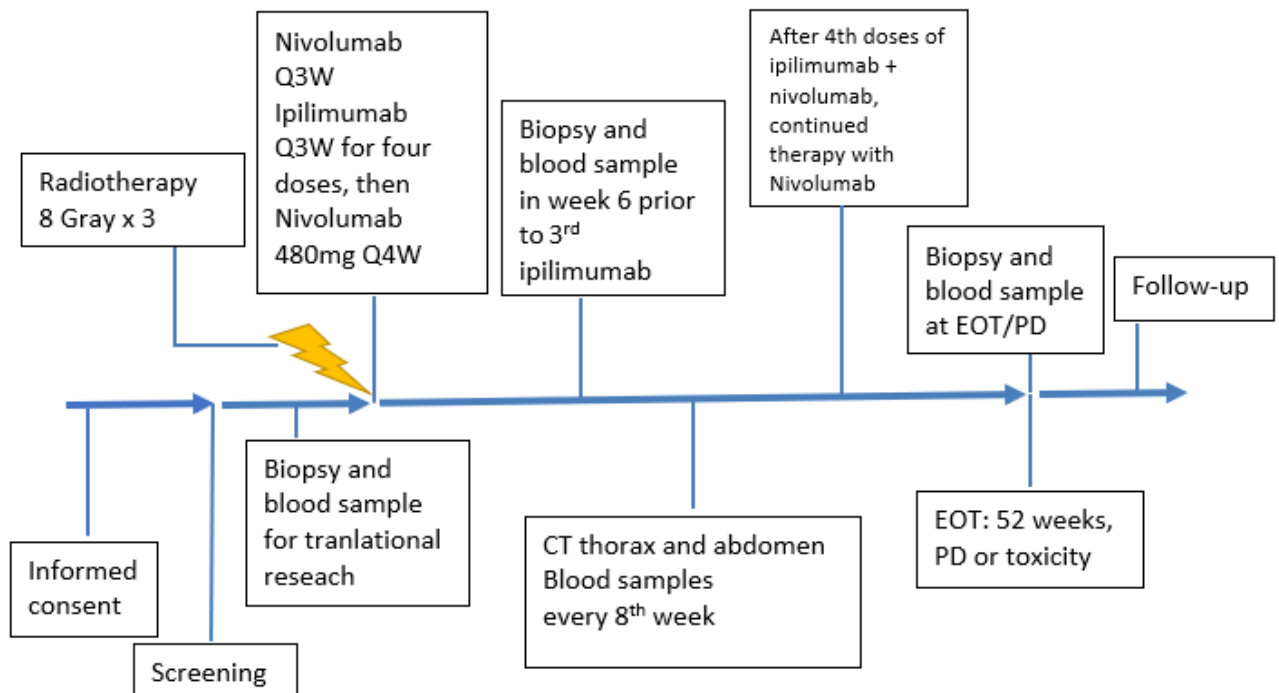 Radiotherapy
8 Gray x 3
Nivolumab
Q3W
Ipilimumab
Q3W for four
doses, then
Nivolumab
480mg Q4W
Biopsy and
blood sample
in week 6 prior
to 3rd
ipilimumab
After 4th doses of
ipilimumab +
nivolumab,
continued
therapy with
Nivolumab
Biopsy and
blood sample
at EOT/PD
Follow-up
Informed
consent
Screening
Biopsy and
blood sample
for tranlational
reseach
CT thorax and abdomen
Blood samples
every 8th week
EOT: 52 weeks,
PD or toxicity